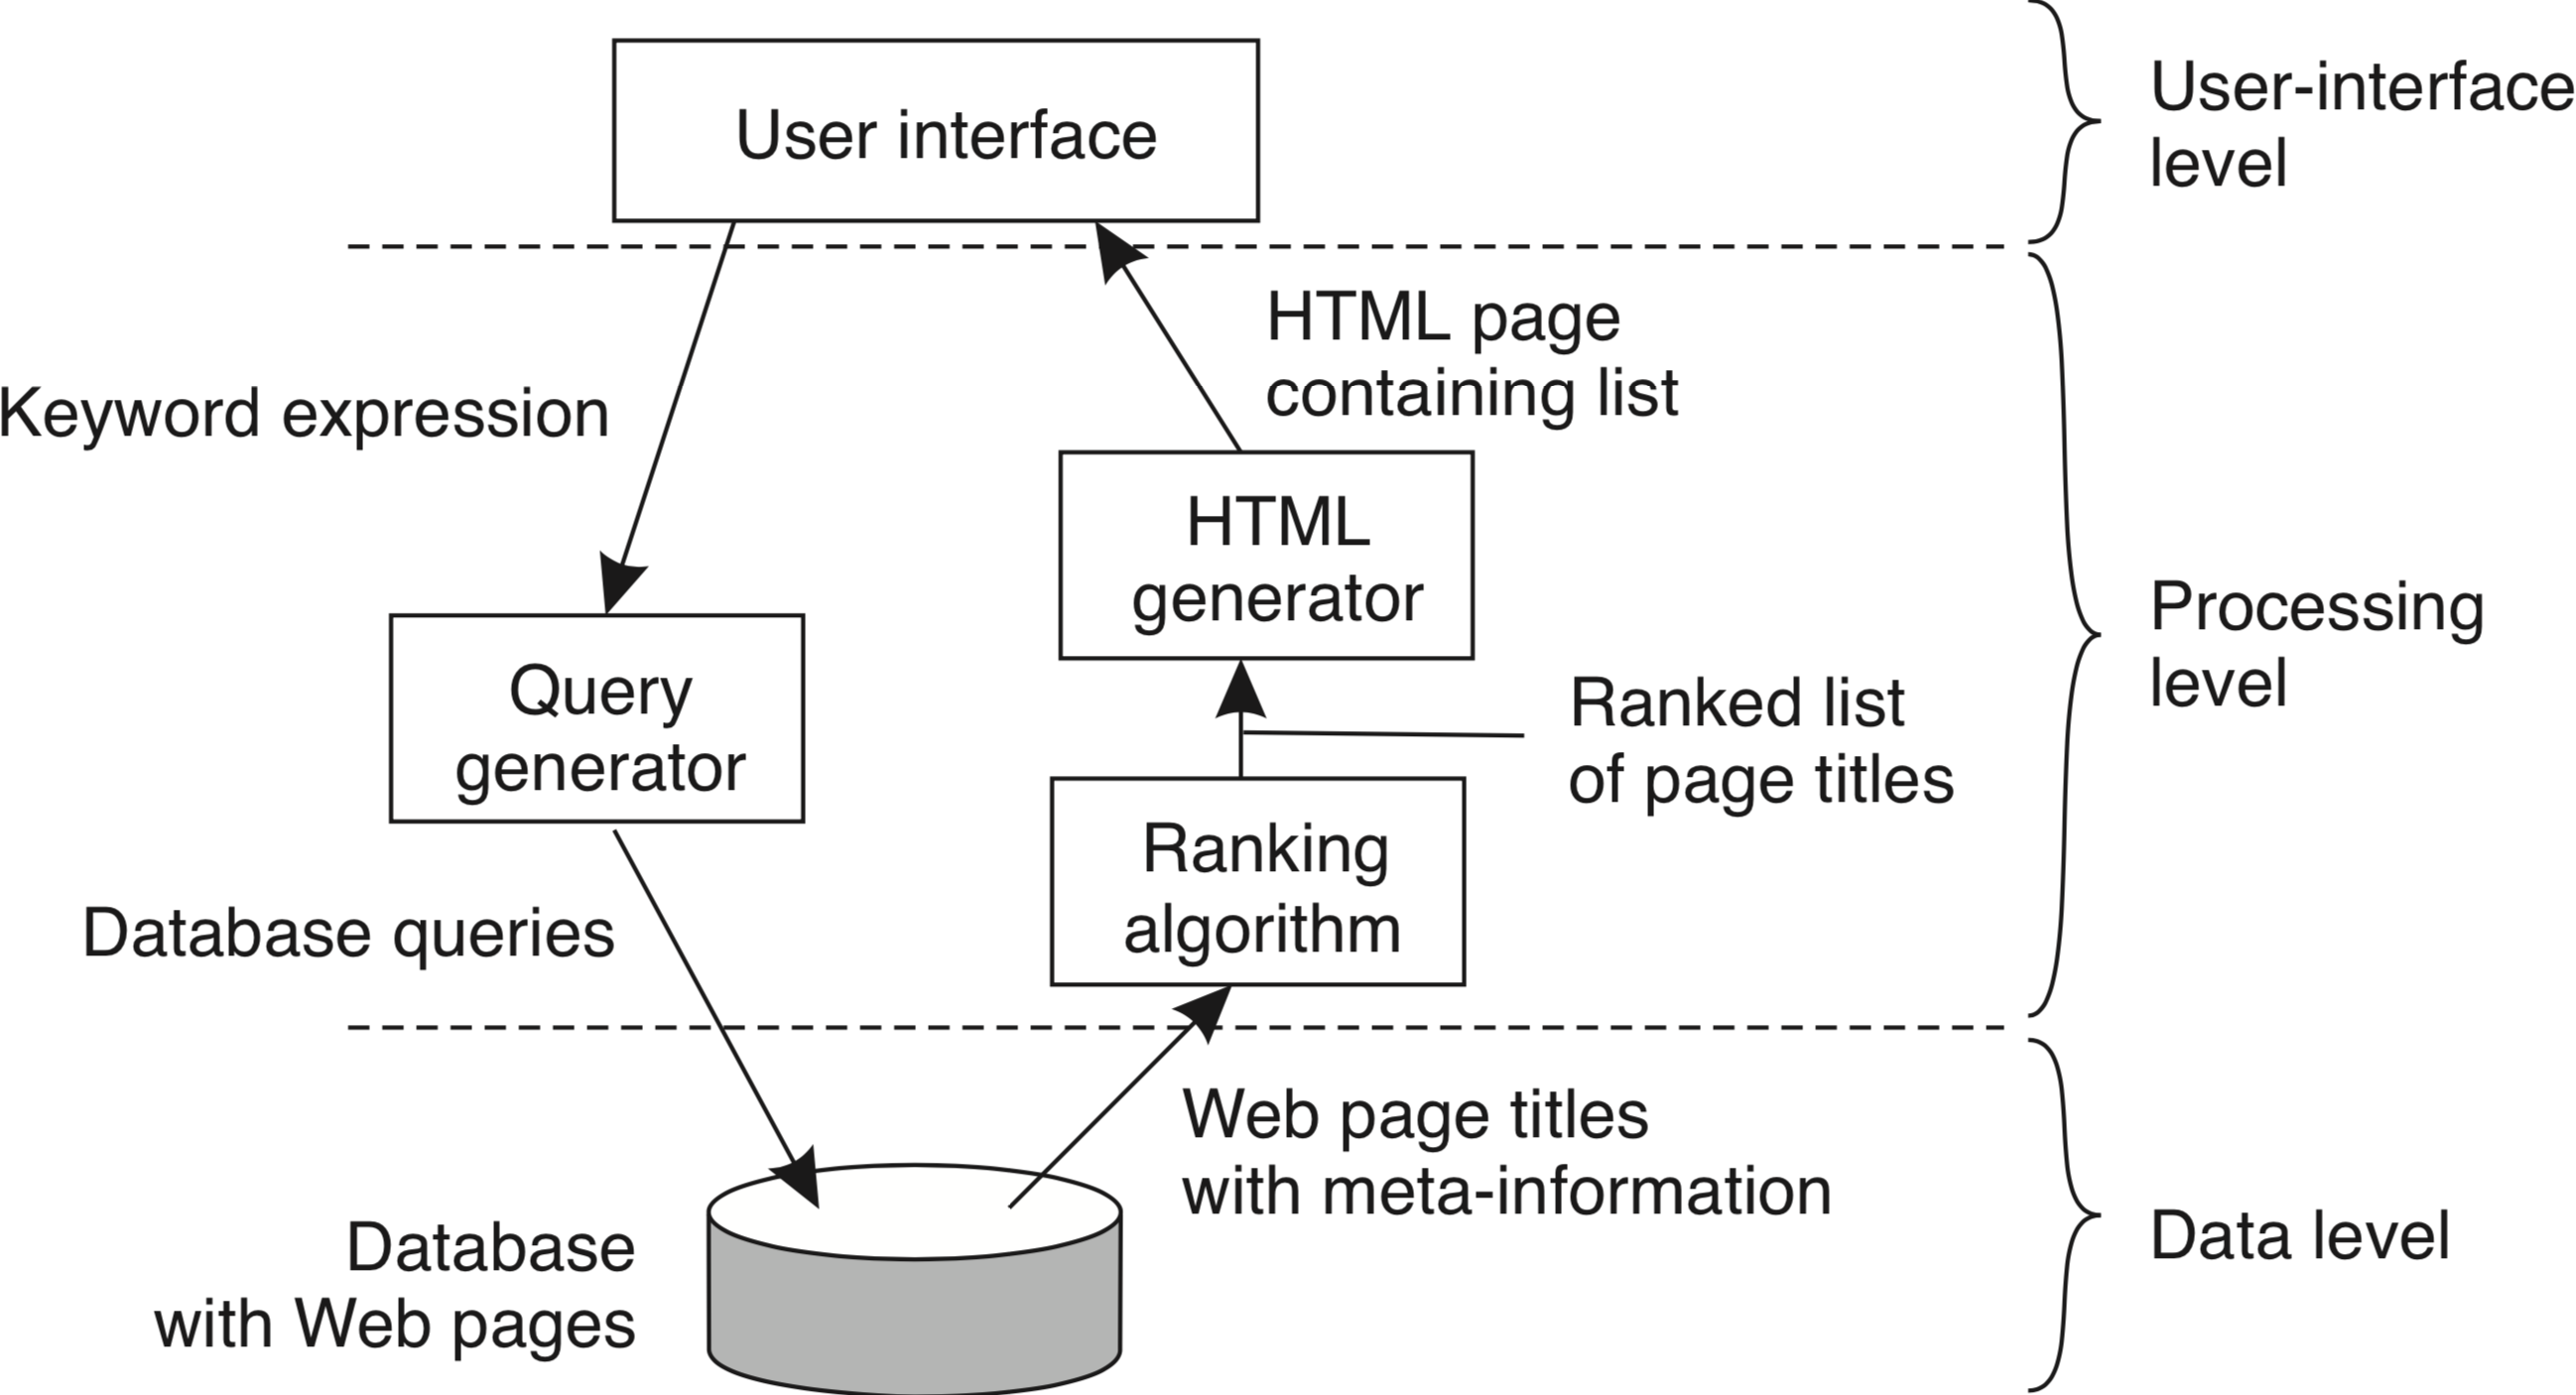 User interface
User-interface
level
HTML page
containing list
Keyword expression
HTML
generator
Processing
level
Query
generator
Ranked list
of page titles
Ranking
algorithm
Database queries
Web page titles
with meta-information
Database
with Web pages
Data level